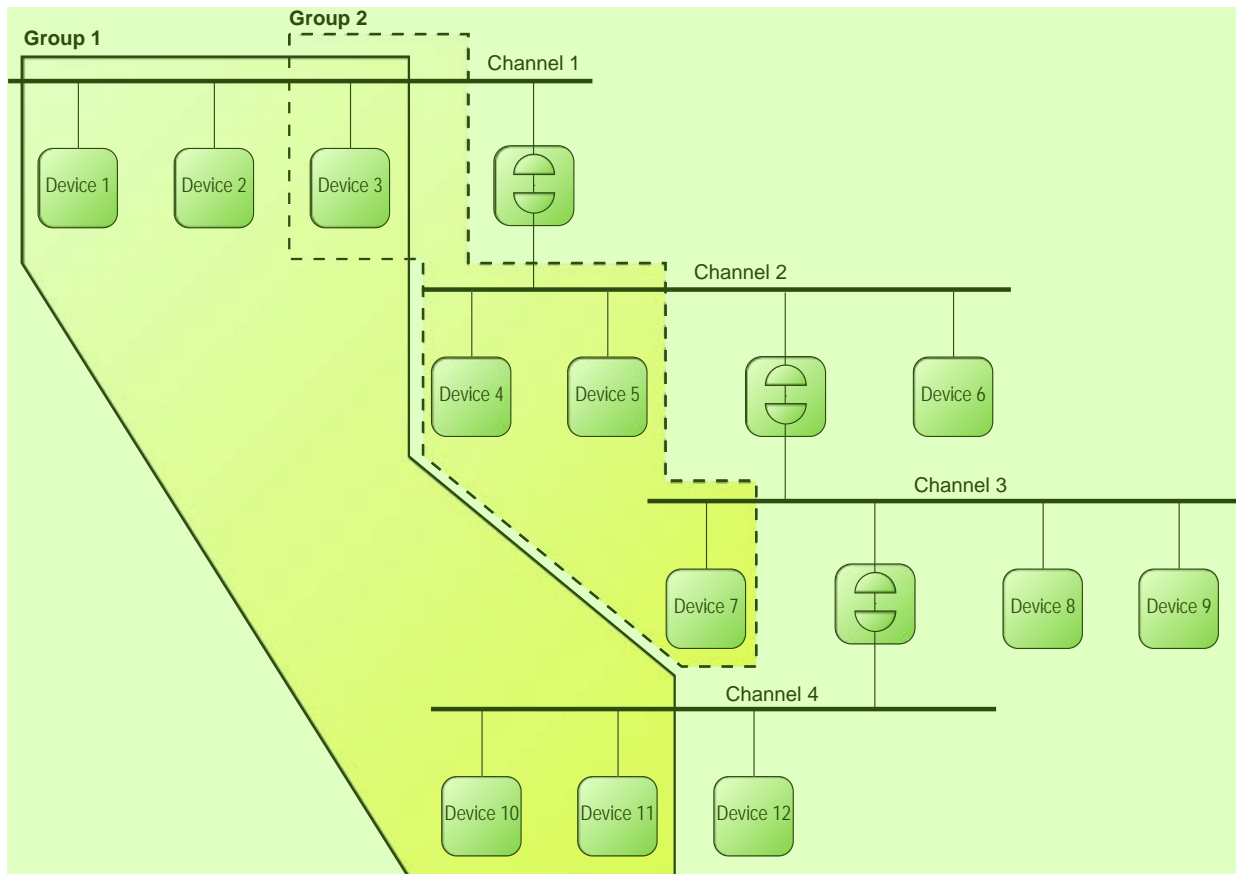 Group 2
Group 1
Channel 1
Device 1
Device 2
Device 3
Channel 2
Device 4
Device 5
Device 6
Channel 3
Device 7
Device 8
Device 9
Channel 4
Device 10
Device 11
Device 12